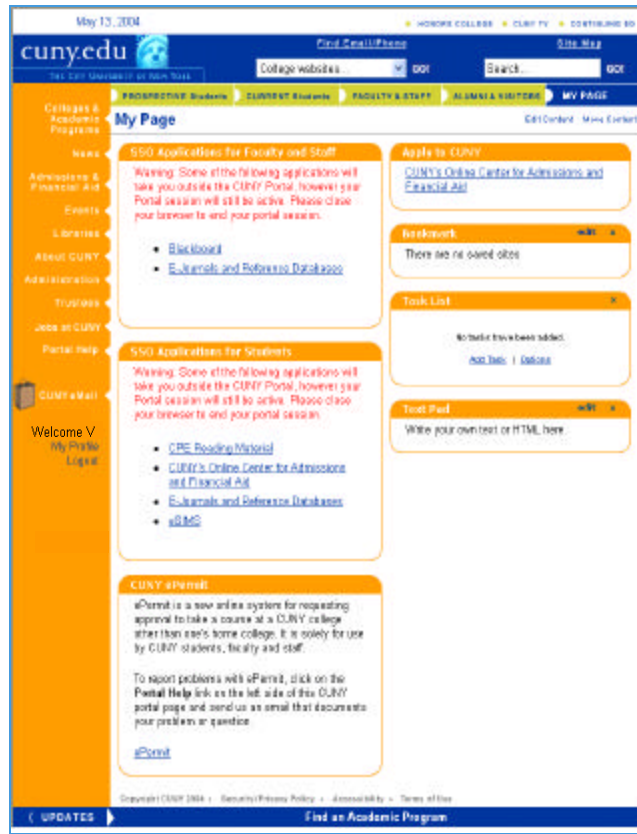 May 13, 2004
HONORS COLLEGE CUNY TV CONTINUING ED
cuny.edu
THE CITY UNIVERSITY OF NEW YORK
Find Email/Phone
Site Map
College websites GO!
Search... GO!
PROSPECTIVE Students CURRENT Students FACULTY & STAFF ALUMNI & VISITORS MY PAGE
My Page
Edit Content Move Content
Colleges &
Academic
Programs
News
Admissions &
Financial Aid
Events
Libraries
About CUNY
Administration
Trustees
Jobs at CUNY
Portal Help
CUNY eMail
Welcome V
My Profile
Logout
SSO Applications for Faculty and Staff
Warning: Some of the following applications will
take you outside the CUNY Portal, however your
Portal session will still be active. Please close
your browser to end your portal session.
Blackboard
E-Journals and Reference Databases
SSO Applications for Students
Warning: Some of the following applications will
take you outside the CUNY Portal, however your
Portal session will still be active. Please close
your browser to end your portal session.
CPE Reading Material
CUNY's Online Center for Admissions
and Financial Aid
E-Journals and Reference Databases
eSIMS
CUNY ePermit
ePermit is a new online system for requesting
approval to take a course at a CUNY college
other than one's home college. It is solely for use
by CUNY students, faculty and staff.
To report problems with ePermit, click on the
Portal Help link on the left side of this CUNY
portal page and send us an email that documents
your problem or question
ePermit
Apply to CUNY
CUNY's Online Center for Admissions and
Financial Aid
Bookmark edit x
There are no saved sites
Task List x
No tasks have been added.
Add Task | Options
Text Pad edit x
Write your own text or HTML here.
Copyright CUNY 2004 Security/Privacy Policy Accessibility Terms of Use
UPDATES
Find an Academic Program